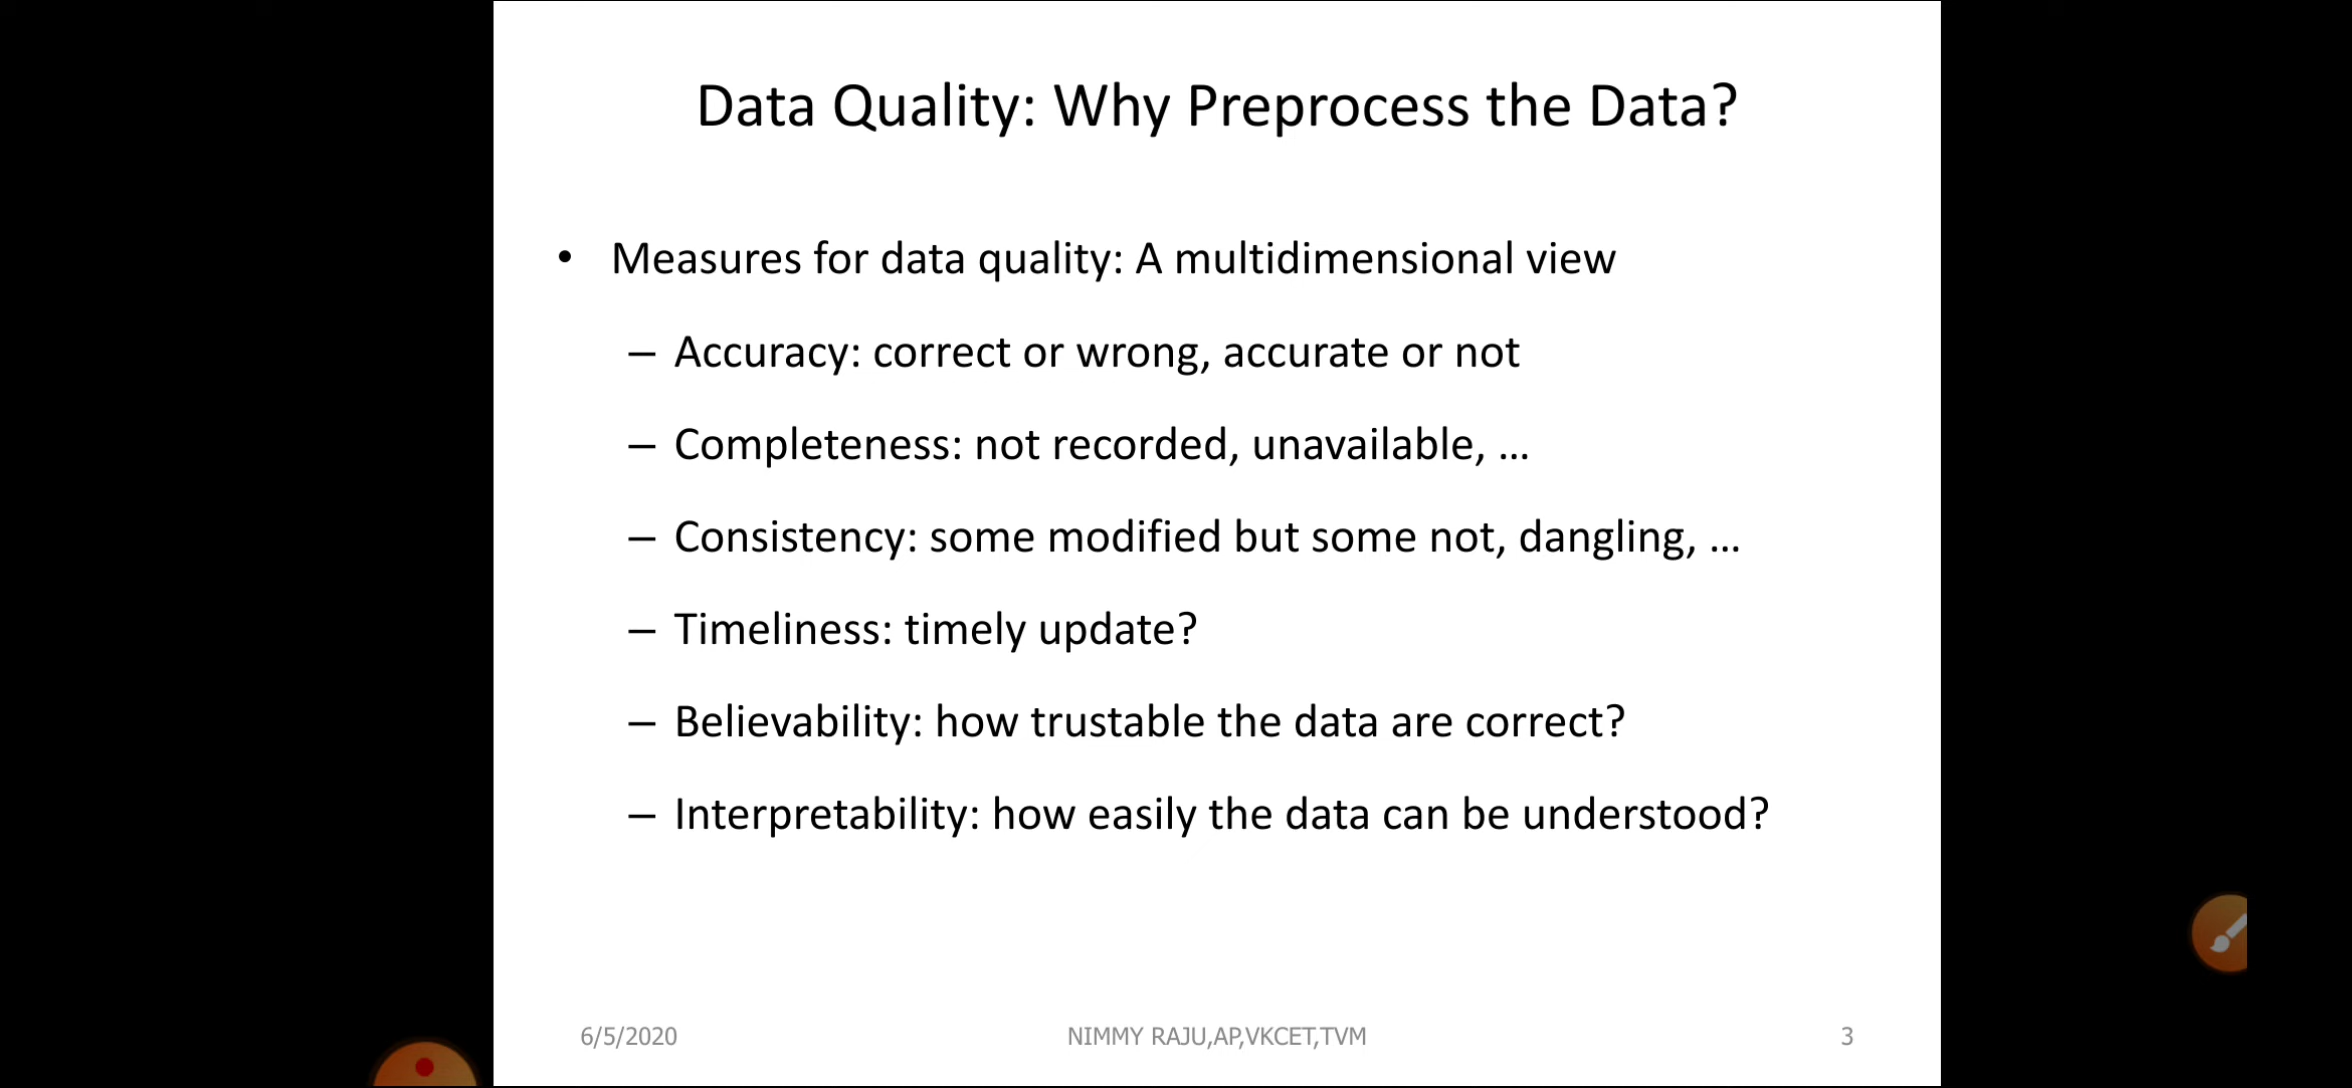 Data Quality: Why Preprocess the Data?
• Measures for data quality: A multidimensional view
– Accuracy: correct or wrong, accurate or not
– Completeness: not recorded, unavailable, …
– Consistency: some modified but some not, dangling, …
– Timeliness: timely update?
– Believability: how trustable the data are correct?
– Interpretability: how easily the data can be understood?
6/5/2020 NIMMY RAJU,AP,VKCET,TVM 3